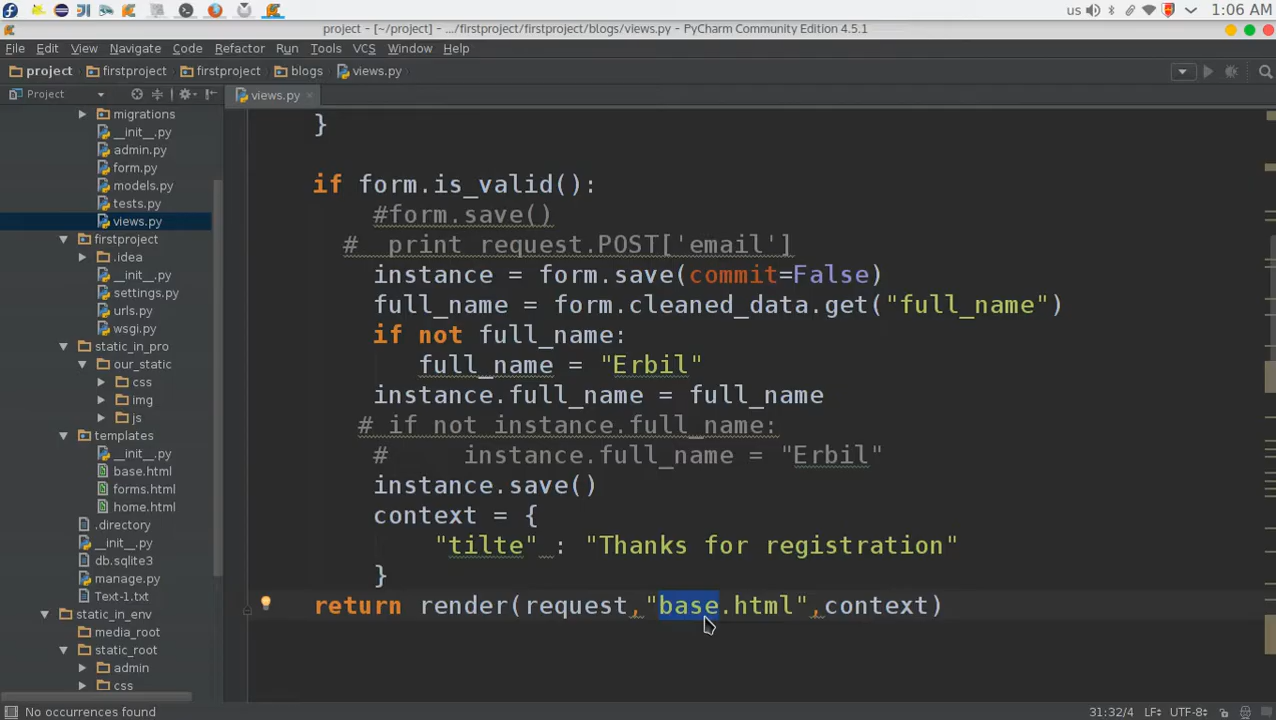 us
1:06 AM
project - [~/project] - .../firstproject/firstproject/blogs/views.py - PyCharm Community Edition 4.5.1
File Edit View Navigate Code Refactor Run Tools VCS Window Help
project firstproject firstproject blogs views.py
Project
views.py
migrations
__init__.py
admin.py
form.py
models.py
tests.py
views.py
firstproject
.idea
__init__.py
settings.py
urls.py
wsgi.py
static_in_pro
our_static
css
img
js
templates
__init__.py
base.html
forms.html
home.html
.directory
__init__.py
db.sqlite3
manage.py
Text-1.txt
static_in_env
media_root
static_root
admin
css
}
if form.is_valid():
#form.save()
# print request.POST['email']
instance = form.save(commit=False)
full_name = form.cleaned_data.get("full_name")
if not full_name:
full_name = "Erbil"
instance.full_name = full_name
# if not instance.full_name:
# instance.full_name = "Erbil"
instance.save()
context = {
"tilte" : "Thanks for registration"
}
return render(request,"base.html",context)
No occurrences found
31:32/4 LF÷ UTF-8÷